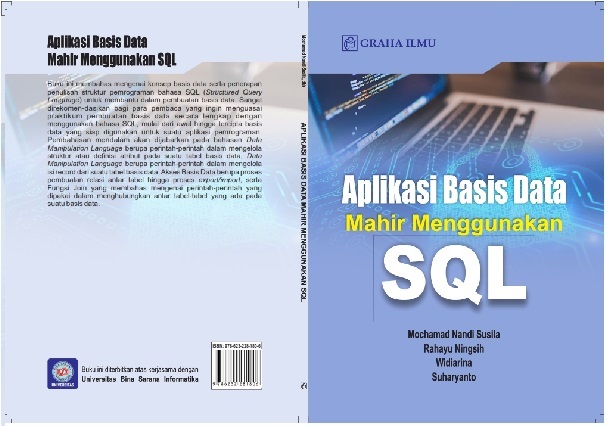 Aplikasi Basis Data
Mahir Menggunakan SQL
Buku ini membahas mengenai konsep basis data serta penerapan
penulisan struktur pemrograman bahasa SQL (Structured Query
Language) untuk membantu dalam pembuatan basis data. Sangat
direkomendasikan bagi para pembaca yang ingin menguasai
praktikum pembuatan basis data secara lengkap dengan
menggunakan bahasa SQL, mulai dari awal hingga tercipta basis
data yang siap digunakan untuk suatu aplikasi pemrograman.
Pembahasan mendalam akan dijabarkan pada bahasan Data
Manipulation Language berupa perintah-perintah dalam mengelola
struktur atau definisi atribut pada suatu tabel basis data, Data
Manipulation Language berupa perintah-perintah dalam mengelola
isi record dari suatu tabel basis data. Akses Basis Data berupa proses
pembuatan relasi antar tabel hingga proses export/import, serta
Fungsi Join yang membahas mengenai perintah-perintah yang
dipakai dalam menghubungkan antar tabel-tabel yang ada pada
suatu basis data.
Buku ini diterbitkan atas kerjasama dengan
Universitas Bina Sarana Informatika
APLIKASI BASIS DATA MAHIR MENGGUNAKAN SQL
GRAHA ILMU
Aplikasi Basis Data
Mahir Menggunakan
SQL
Mochamad Nandi Susila
Rahayu Ningsih
Widiarina
Suharyanto